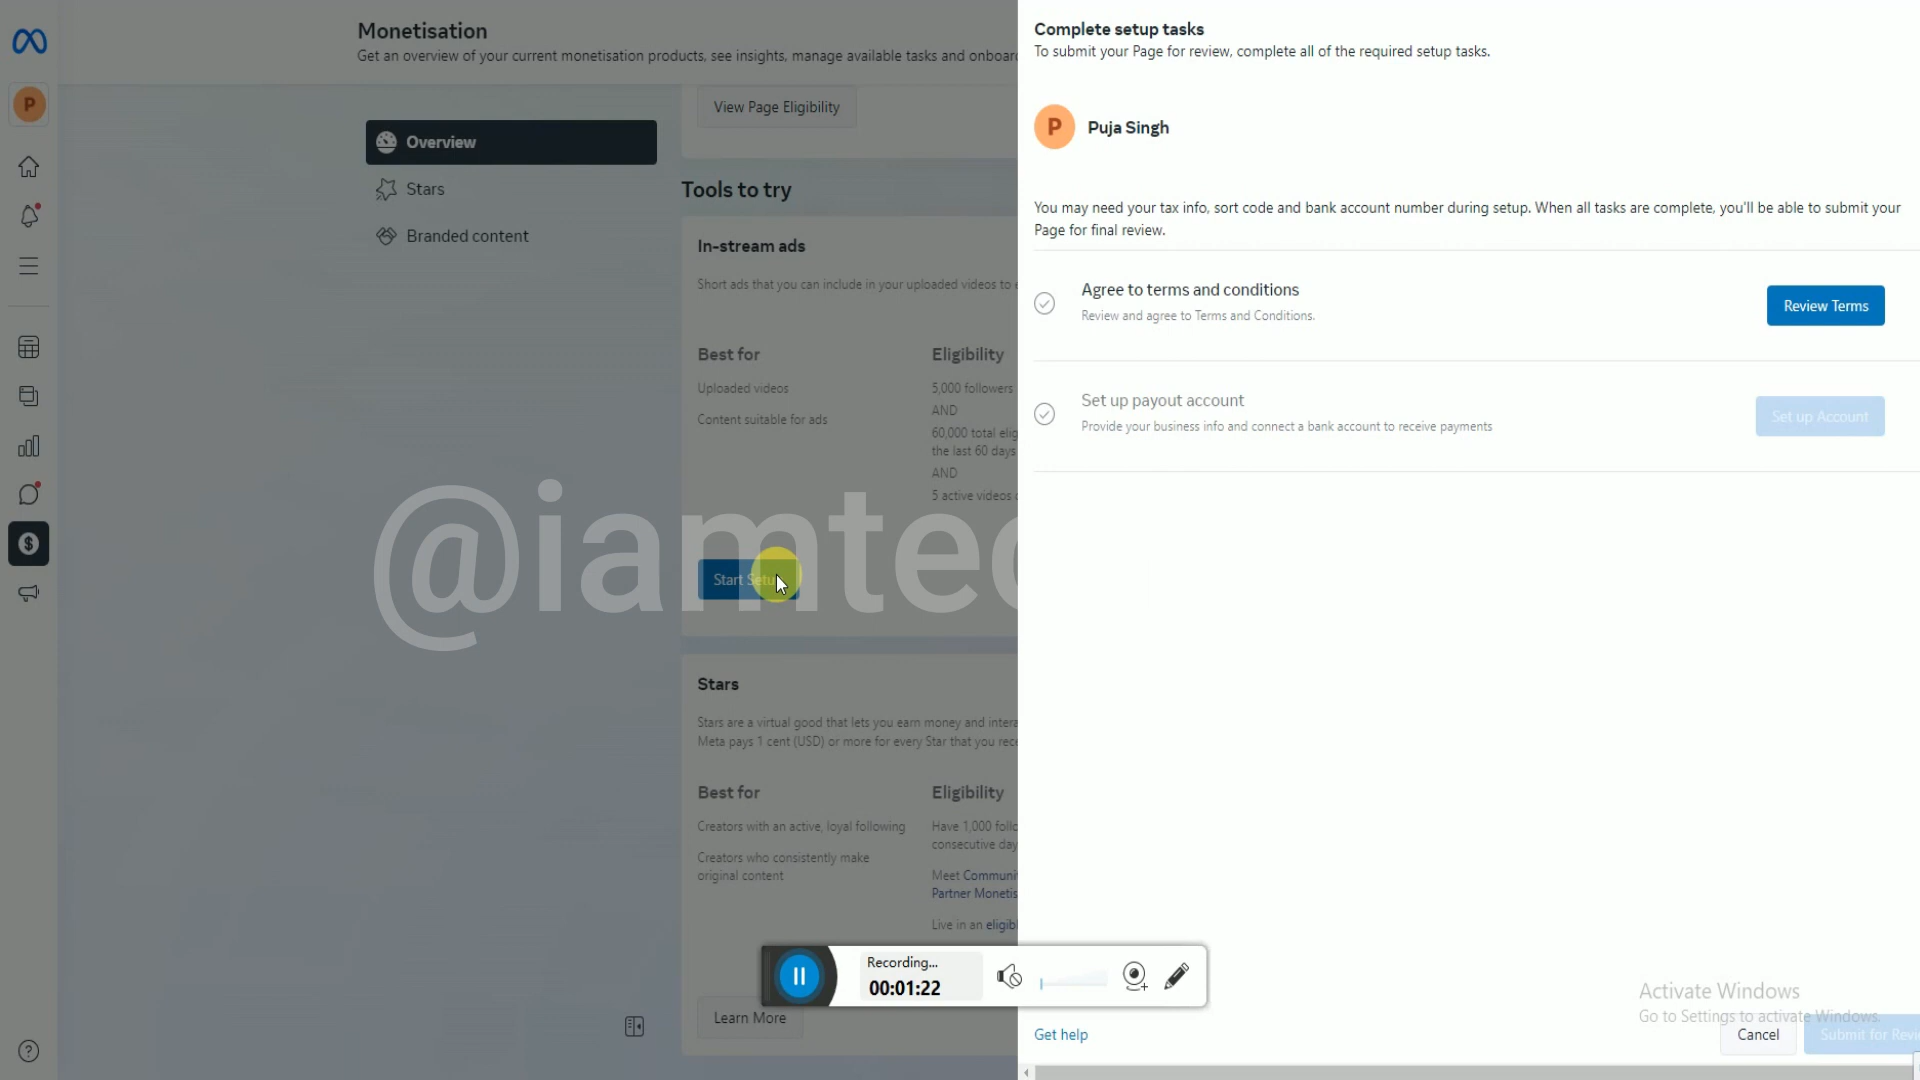 Monetisation
Get an overview of your current monetisation products, see insights, manage available tasks and
View Page Eligibility
P
Overview
Stars
Branded content
Tools to try
In-stream ads
Short ads that you can include in your uploaded videos to
Best for
Uploaded videos
Content suitable for ads
Eligibility
5,000 followers
AND
60,000 total
the last 60 days
AND
5 active videos
Start Setup
Stars
Stars are a virtual good that lets you earn money and
Meta pays 1 cent (USD) or more for every Star that you
Best for
Creators with an active, loyal following
Creators who consistently make
original content
Eligibility
Have 1,000
consecutive
Meet
Partner
Live in an
Learn More
Complete setup tasks
To submit your Page for review, complete all of the required setup tasks.
P
Puja Singh
You may need your tax info, sort code and bank account number during setup. When all tasks are complete, you'll be able to submit your
Page for final review.
Agree to terms and conditions
Review and agree to Terms and Conditions.
Review Terms
Set up payout account
Provide your business info and connect a bank account to receive payments
Set up Account
Recording...
00:01:22
Get help
Activate Windows
Go to Settings to activate Windows.
Cancel
Submit for